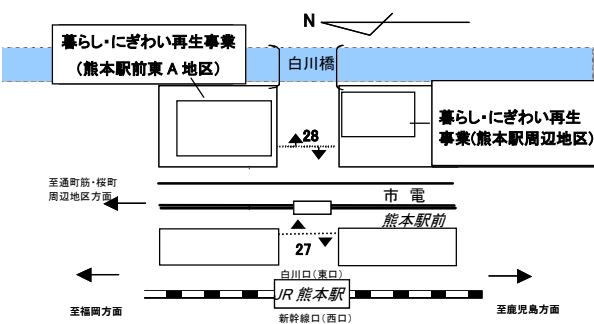 N
暮らし・にぎわい再生事業
(熊本駅前東A地区)
白川橋
暮らし・にぎわい再生
事業(熊本駅周辺地区)
28
至通町筋・桜町
周辺地区方面
市電
熊本駅前
27
白川口(東口)
JR熊本駅
新幹線口(西口)
至福岡方面
至鹿児島方面